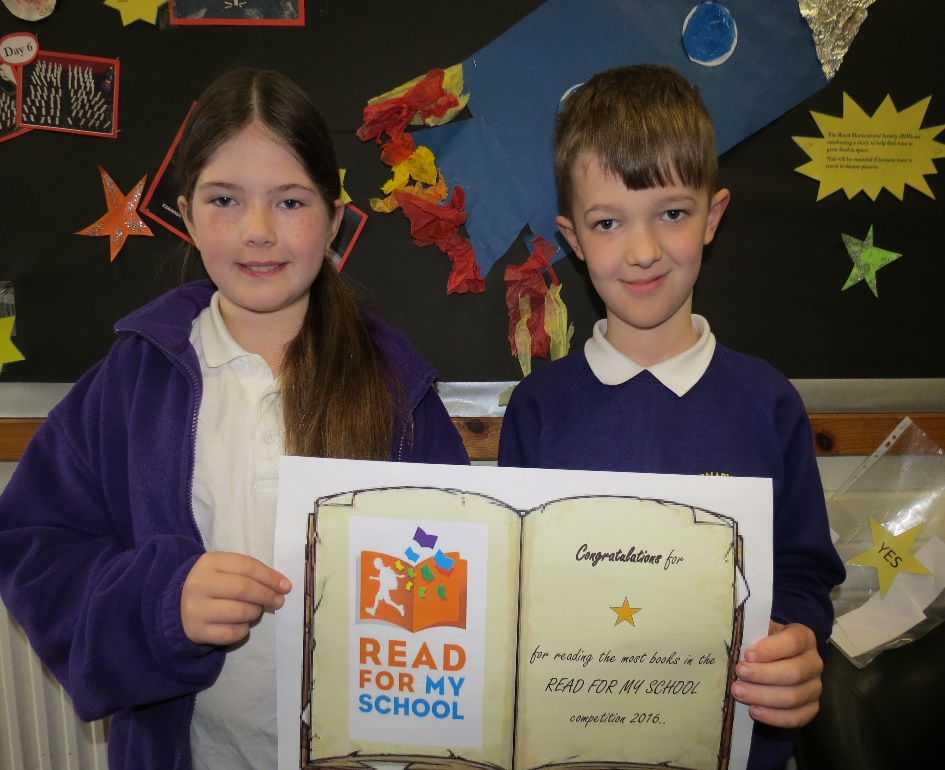 Day 6
The Royal Horticultural Society (RHS) are
conducting a study to help find ways to
grow food in space.
This will be essential if humans want to
travel to distant planets.
YES
READ
FOR MY
SCHOOL
Congratulations for
for reading the most books in the
READ FOR MY SCHOOL
competition 2016..